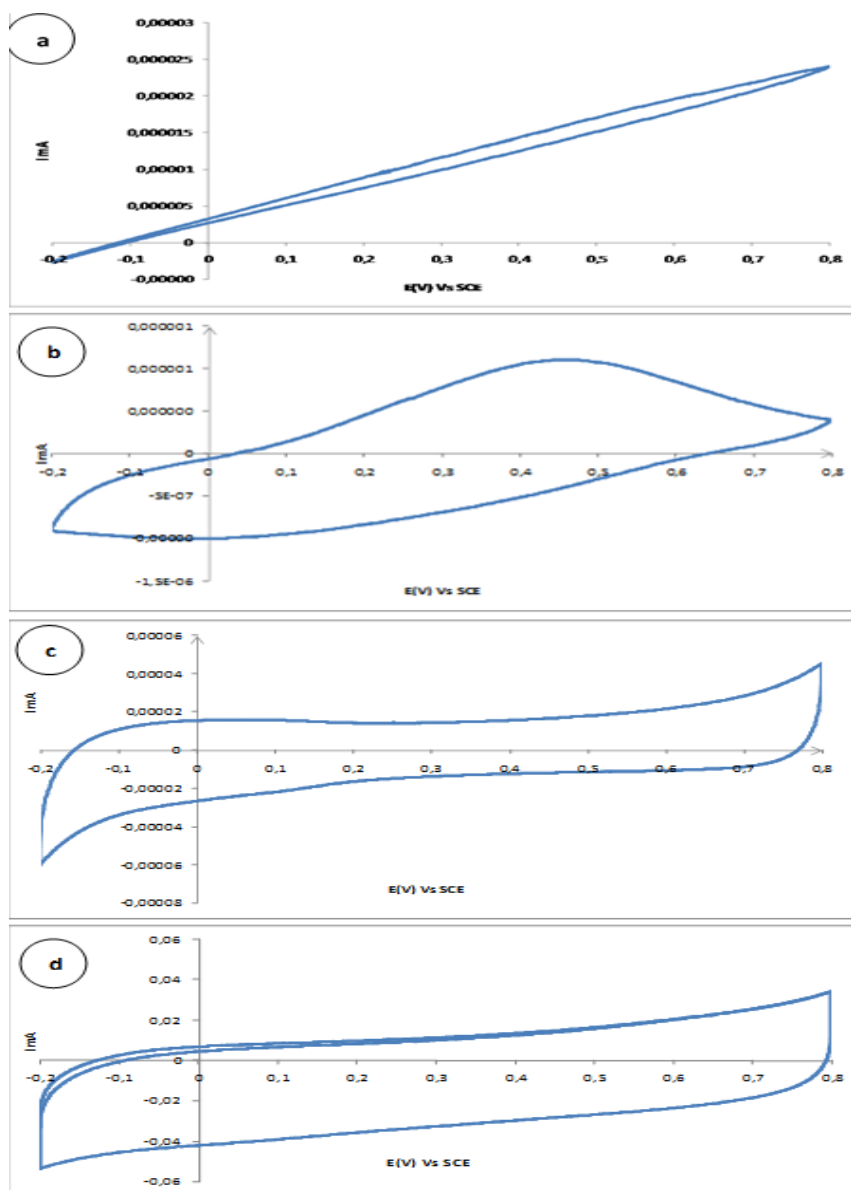 a
0,00003
0,000025
0,00002
0,000015
0,00001
0,000005
0
-0,00000
ImA
-0,2 -0,1 0 0,1 0,2 0,3 0,4 0,5 0,6 0,7 0,8
E(V) Vs SCE
b
0,000001
0,000001
0,000000
0
-5E-07
-0,00000
-1,5E-06
ImA
-0,2 -0,1 0 0,1 0,2 0,3 0,4 0,5 0,6 0,7 0,8
E(V) Vs SCE
c
0,00006
0,00004
0,00002
0
-0,00002
-0,00004
-0,00006
-0,00008
ImA
-0,2 -0,1 0 0,1 0,2 0,3 0,4 0,5 0,6 0,7 0,8
E(V) Vs SCE
d
0,06
0,04
0,02
0
-0,02
-0,04
-0,06
ImA
-0,2 -0,1 0 0,1 0,2 0,3 0,4 0,5 0,6 0,7 0,8
E(V) Vs SCE